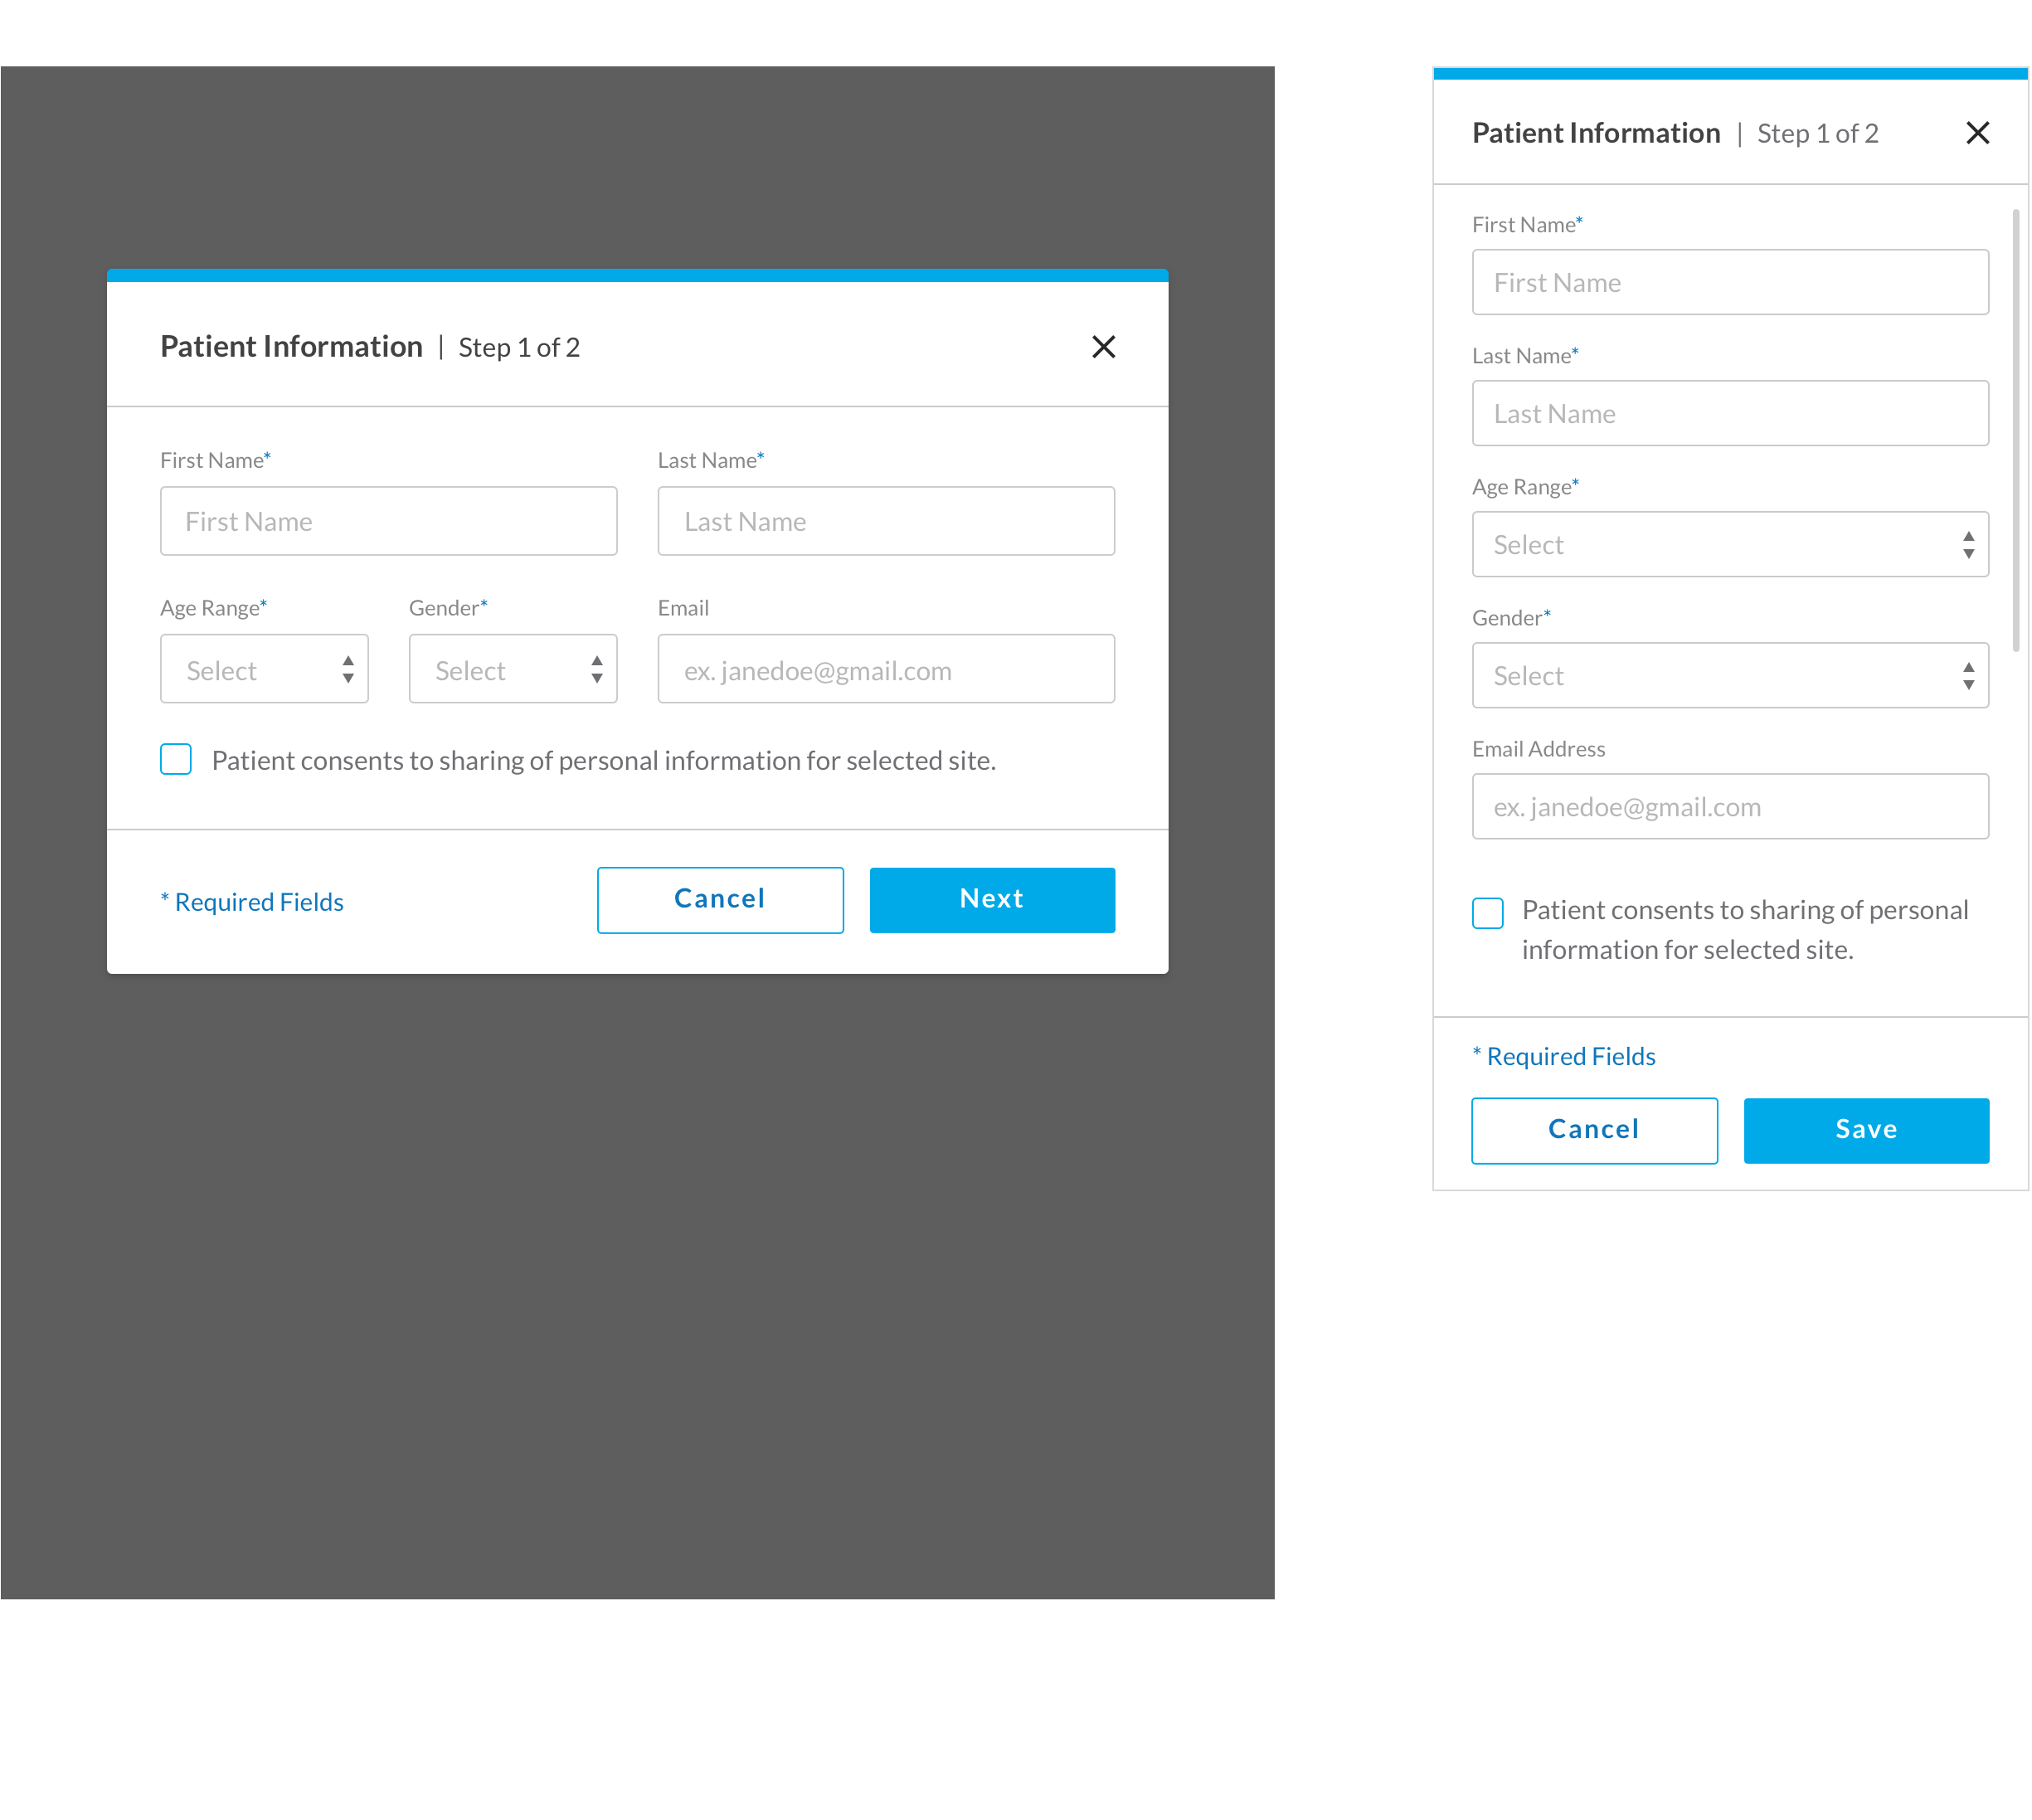 Patient Information | Step 1 of 2
First Name* Last Name*
First Name Last Name
Age Range* Gender* Email
Select Select ex. janedoe@gmail.com
Patient consents to sharing of personal information for selected site.
* Required Fields Cancel Next
Patient Information | Step 1 of 2
First Name*
First Name
Last Name*
Last Name
Age Range*
Select
Gender*
Select
Email Address
ex. janedoe@gmail.com
Patient consents to sharing of personal
information for selected site.
* Required Fields
Cancel Save